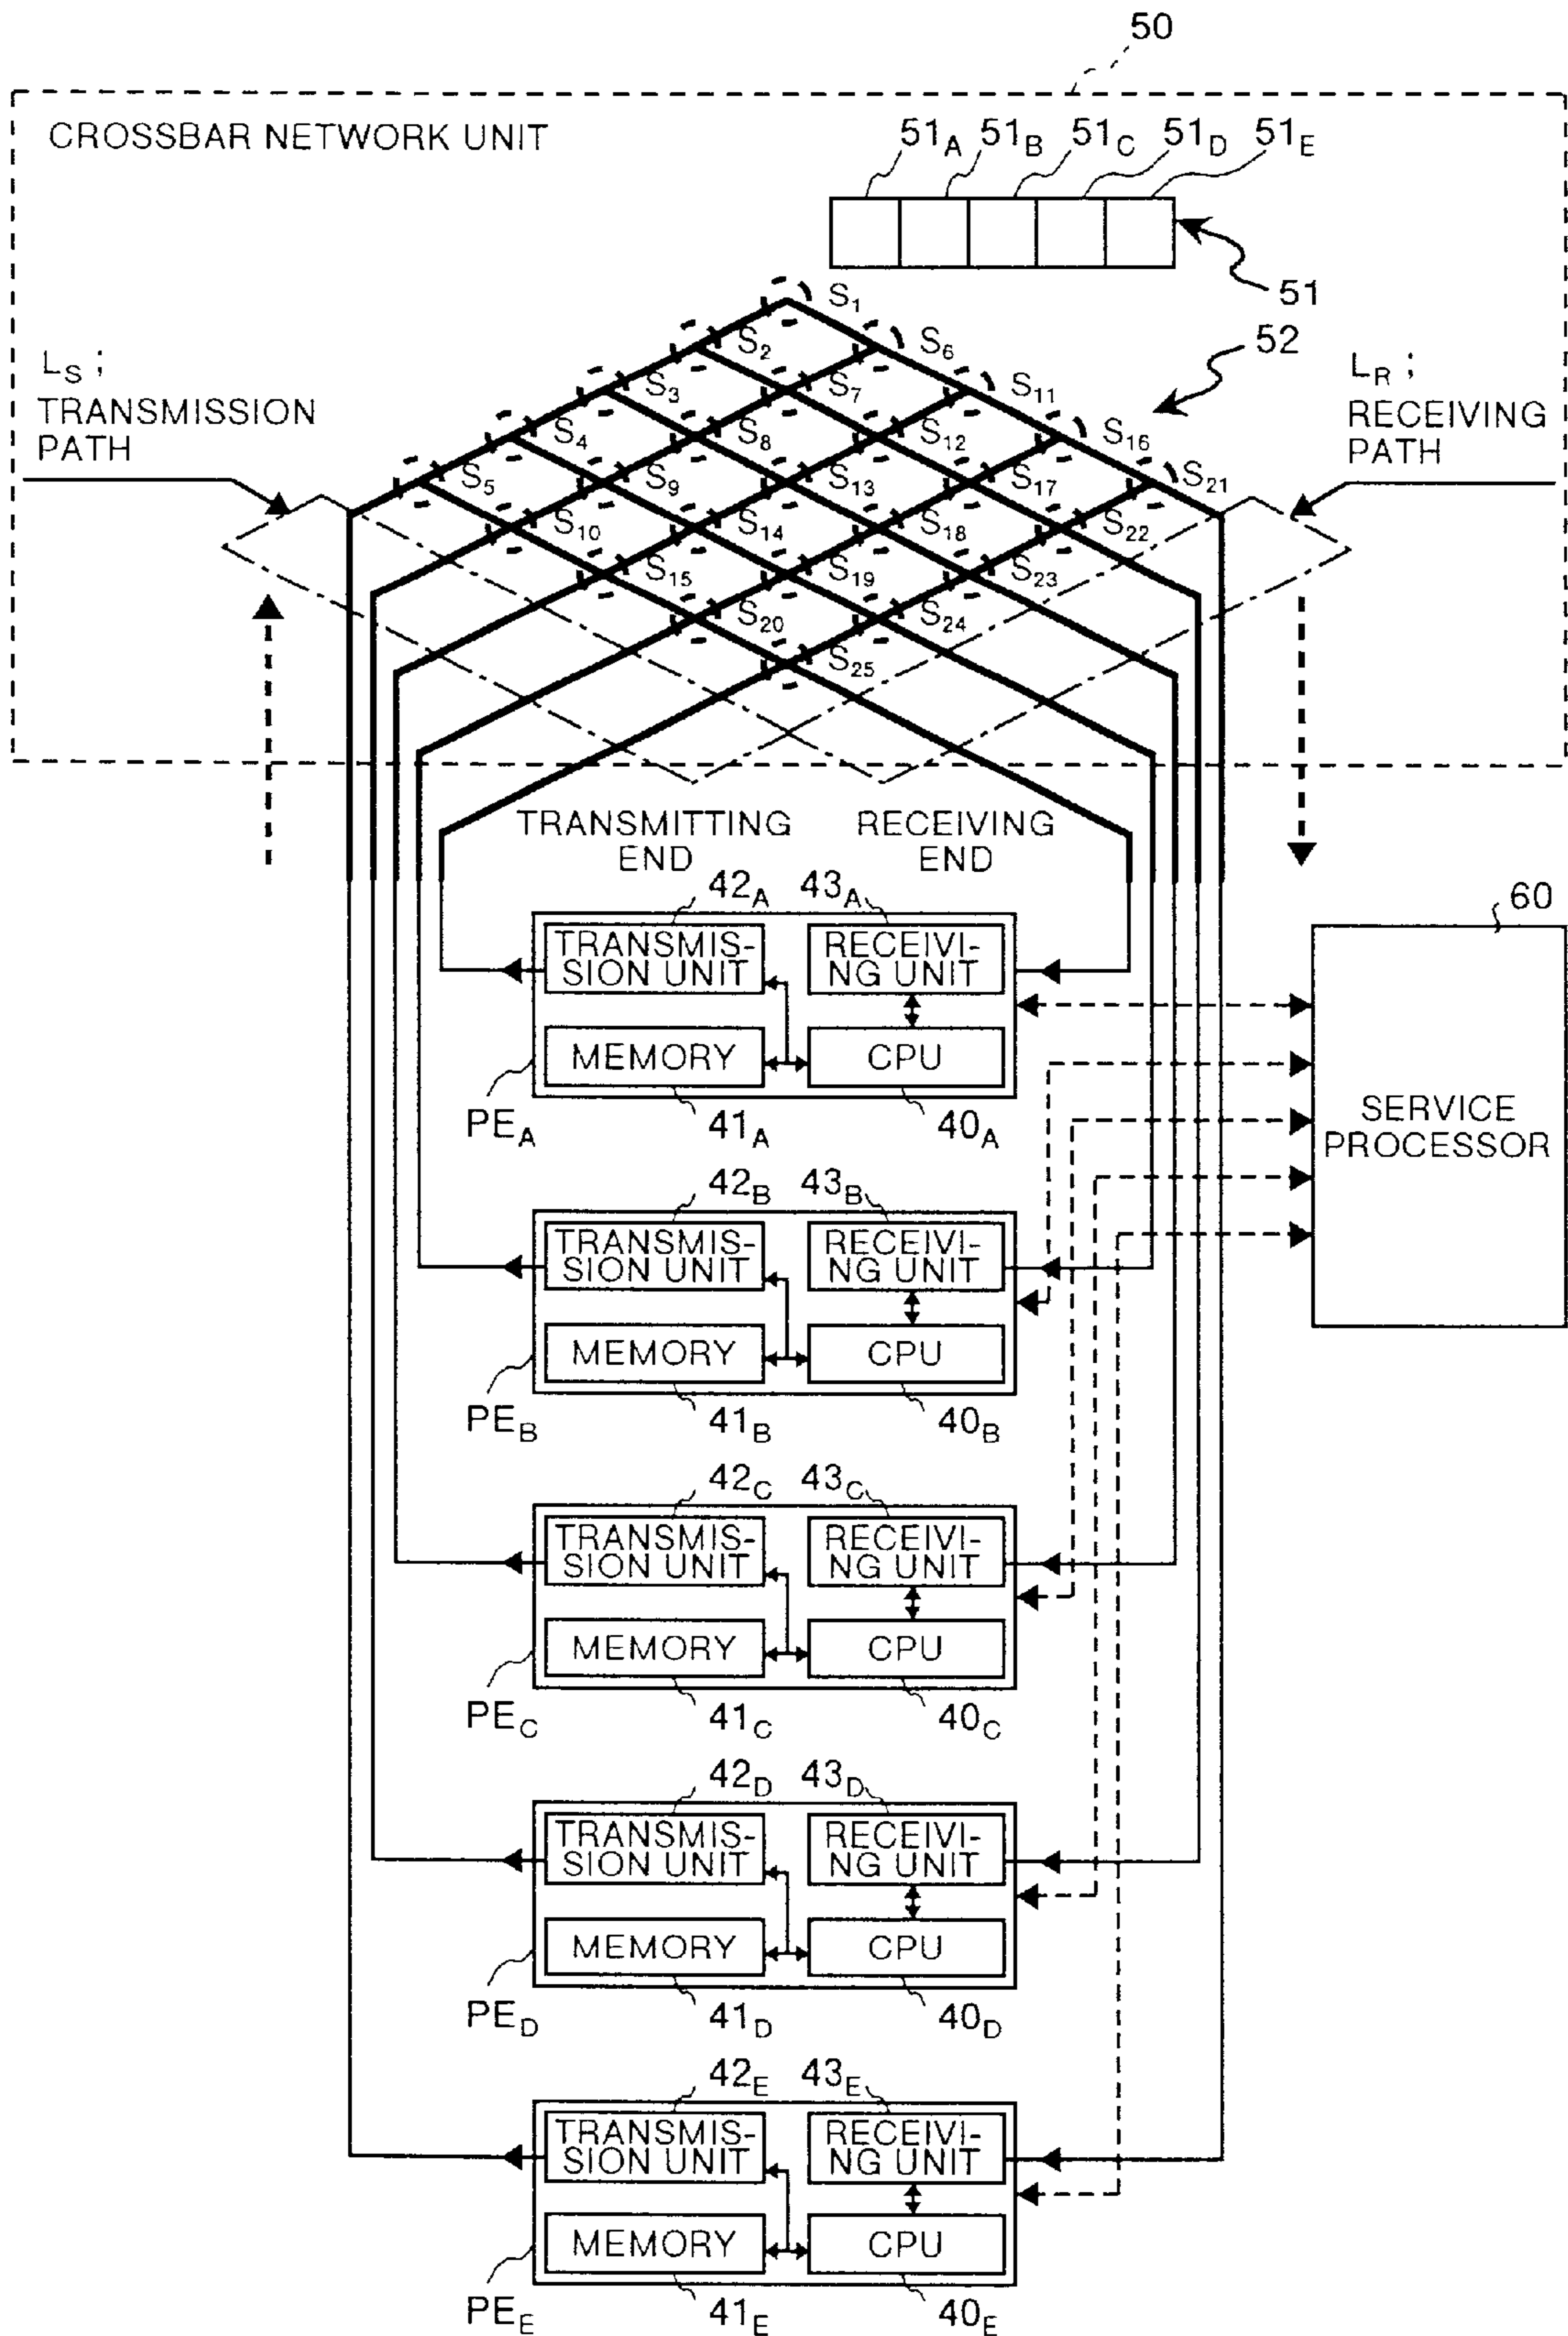 50
CROSSBAR NETWORK UNIT
51A 51B 51C 51D 51E
51
52
LS ;
TRANSMISSION
PATH
LR ;
RECEIVING
PATH
S1
S2 S6
S3 S7 S11
S4 S8 S12 S16
S5 S9 S13 S17 S21
S10 S14 S18 S22
S15 S19 S23
S20 S24
S25
TRANSMITTING
END
RECEIVING
END
42A 43A
TRANSMIS-
SION UNIT
RECEIVI-
NG UNIT
MEMORY
CPU
PEA 41A 40A
60
SERVICE
PROCESSOR
42B 43B
TRANSMIS-
SION UNIT
RECEIVI-
NG UNIT
MEMORY
CPU
PEB 41B 40B
42C 43C
TRANSMIS-
SION UNIT
RECEIVI-
NG UNIT
MEMORY
CPU
PEC 41C 40C
42D 43D
TRANSMIS-
SION UNIT
RECEIVI-
NG UNIT
MEMORY
CPU
PED 41D 40D
42E 43E
TRANSMIS-
SION UNIT
RECEIVI-
NG UNIT
MEMORY
CPU
PEE 41E 40E